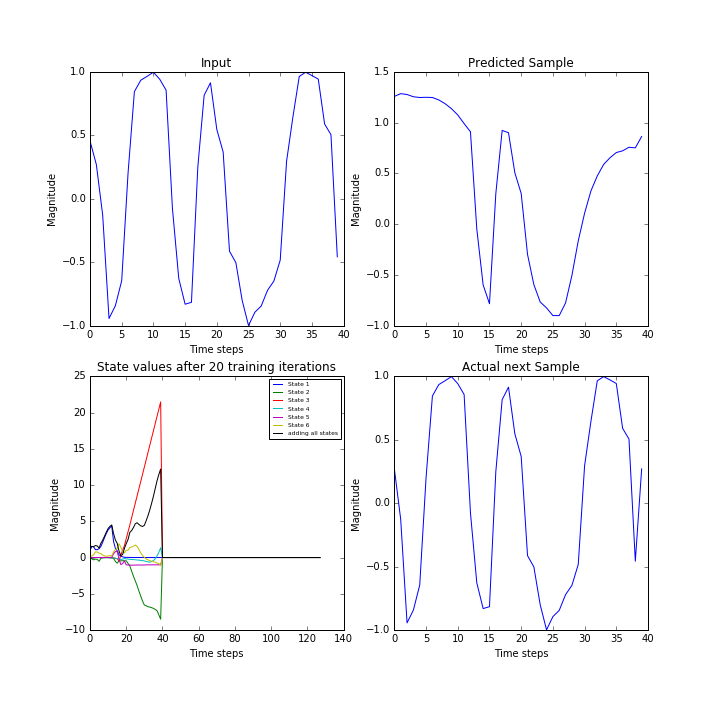 Input
Magnitude
1.0
0.5
0.0
−0.5
−1.0
0 5 10 15 20 25 30 35 40
Time steps
Predicted Sample
Magnitude
1.5
1.0
0.5
0.0
−0.5
−1.0
0 5 10 15 20 25 30 35 40
Time steps
State values after 20 training iterations
Magnitude
25
20
15
10
5
0
−5
−10
0 20 40 60 80 100 120 140
Time steps
State 1
State 2
State 3
State 4
State 5
State 6
adding all states
Actual next Sample
Magnitude
1.0
0.5
0.0
−0.5
−1.0
0 5 10 15 20 25 30 35 40
Time steps